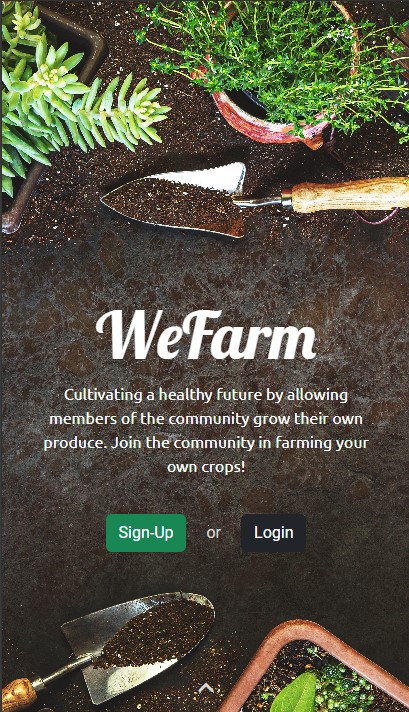 WeFarm
Cultivating a healthy future by allowing
members of the community grow their own
produce. Join the community in farming your
own crops!
Sign-Up or Login